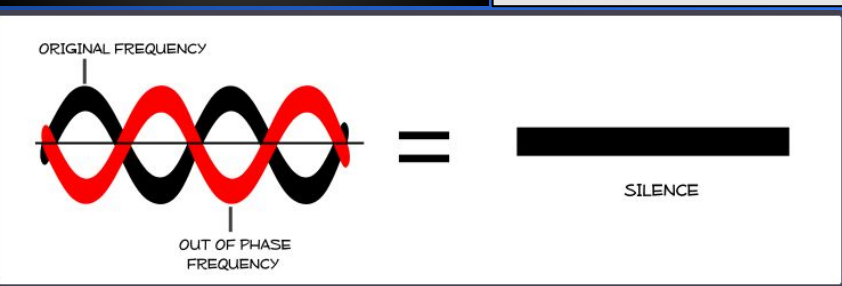 ORIGINAL FREQUENCY
SILENCE
OUT OF PHASE
FREQUENCY